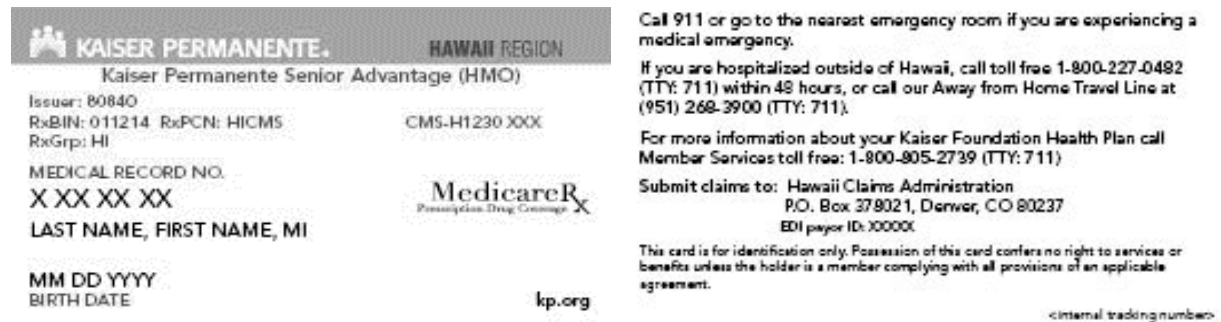 KAISER PERMANENTE. HAWAII REGION
Kaiser Permanente Senior Advantage (HMO)
Issuer: 80840
RxBIN: 011214 RxPCN: HICMS CMS-H1230 XXX
RxGrp: HI
MEDICAL RECORD NO.
X XX XX XX
MedicareRx
Prescription Drug Coverage
LAST NAME, FIRST NAME, MI
MM DD YYYY
BIRTH DATE
kp.org
Call 911 or go to the nearest emergency room if you are experiencing a
medical emergency.
If you are hospitalized outside of Hawaii, call toll free 1-800-227-0482
(TTY: 711) within 48 hours, or call our Away from Home Travel Line at
(951) 268-3900 (TTY: 711).
For more information about your Kaiser Foundation Health Plan call
Member Services toll free: 1-800-805-2739 (TTY: 711)
Submit claims to: Hawaii Claims Administration
P.O. Box 378021, Denver, CO 80237
EDI payor ID: XXXXX
This card is for identification only. Possession of this card confers no right to services or
benefits unless the holder is a member complying with all provisions of an applicable
agreement.
<internal tracking number>